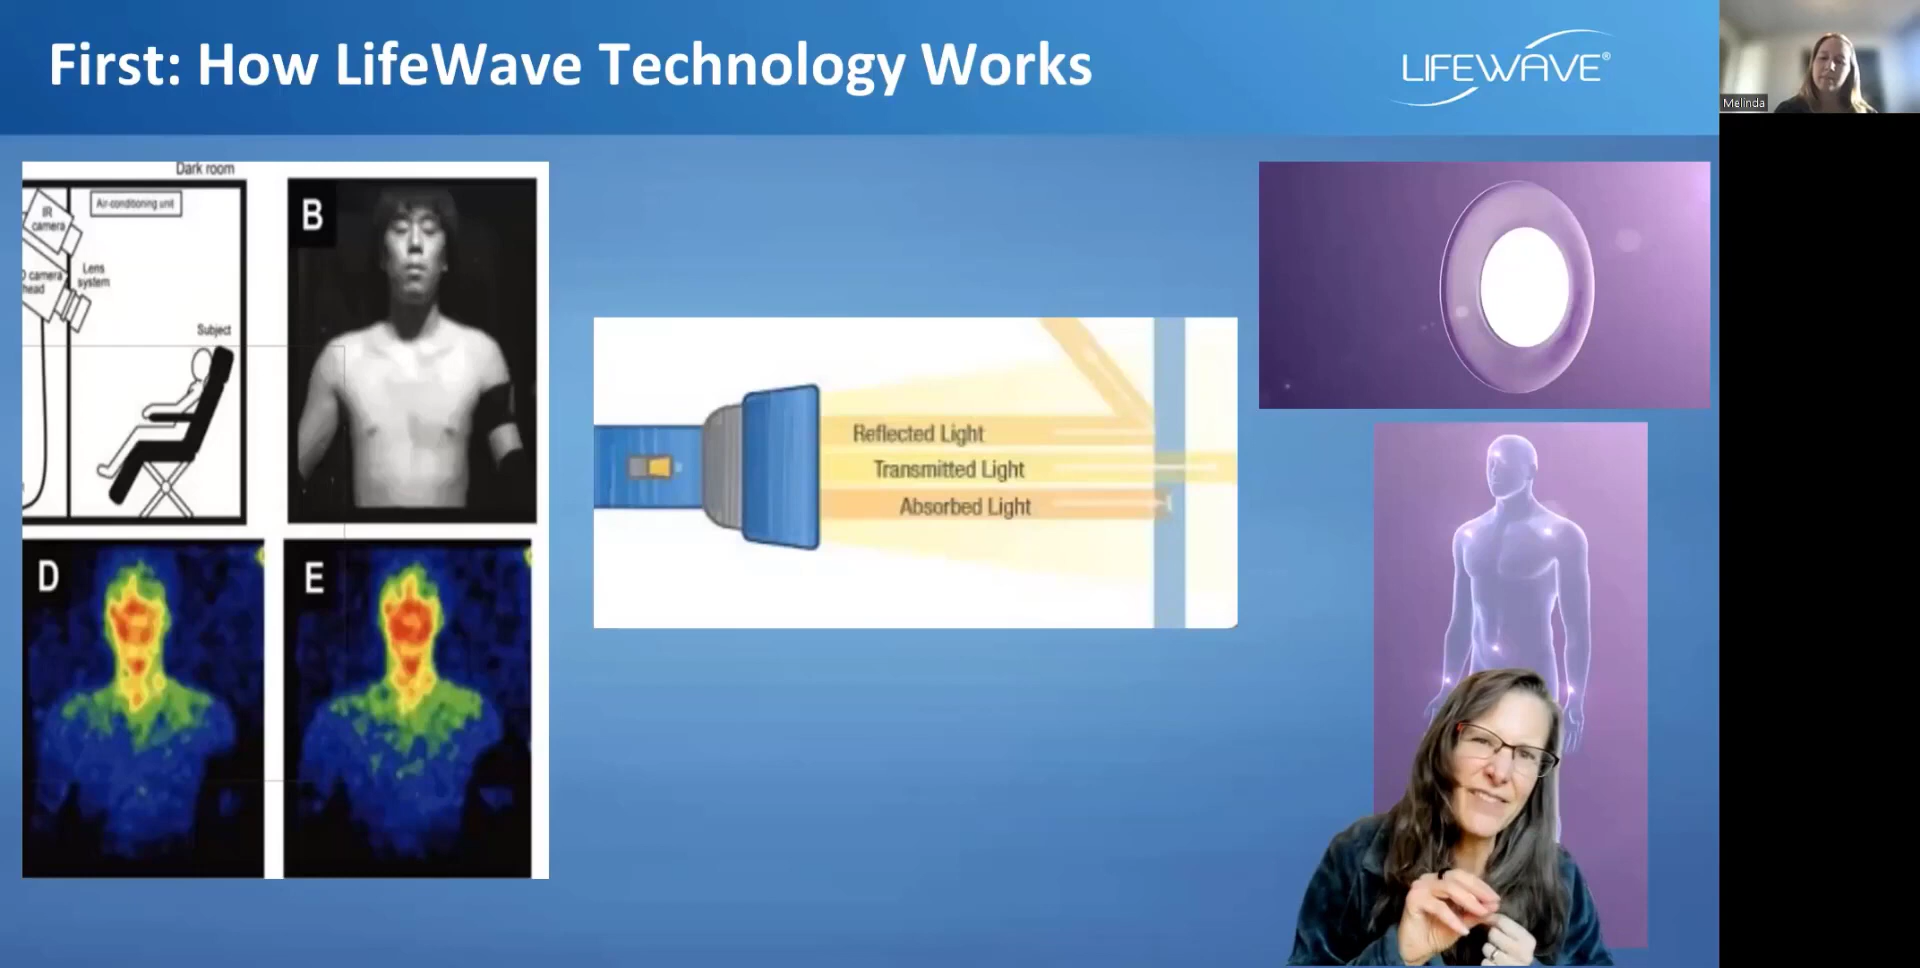 First: How LifeWave Technology Works
LIFEWAVE®
Melinda
Dark room
Air-conditioning unit
IR
camera
camera
head
Lens
system
Subject
B
D
E
Reflected Light
Transmitted Light
Absorbed Light